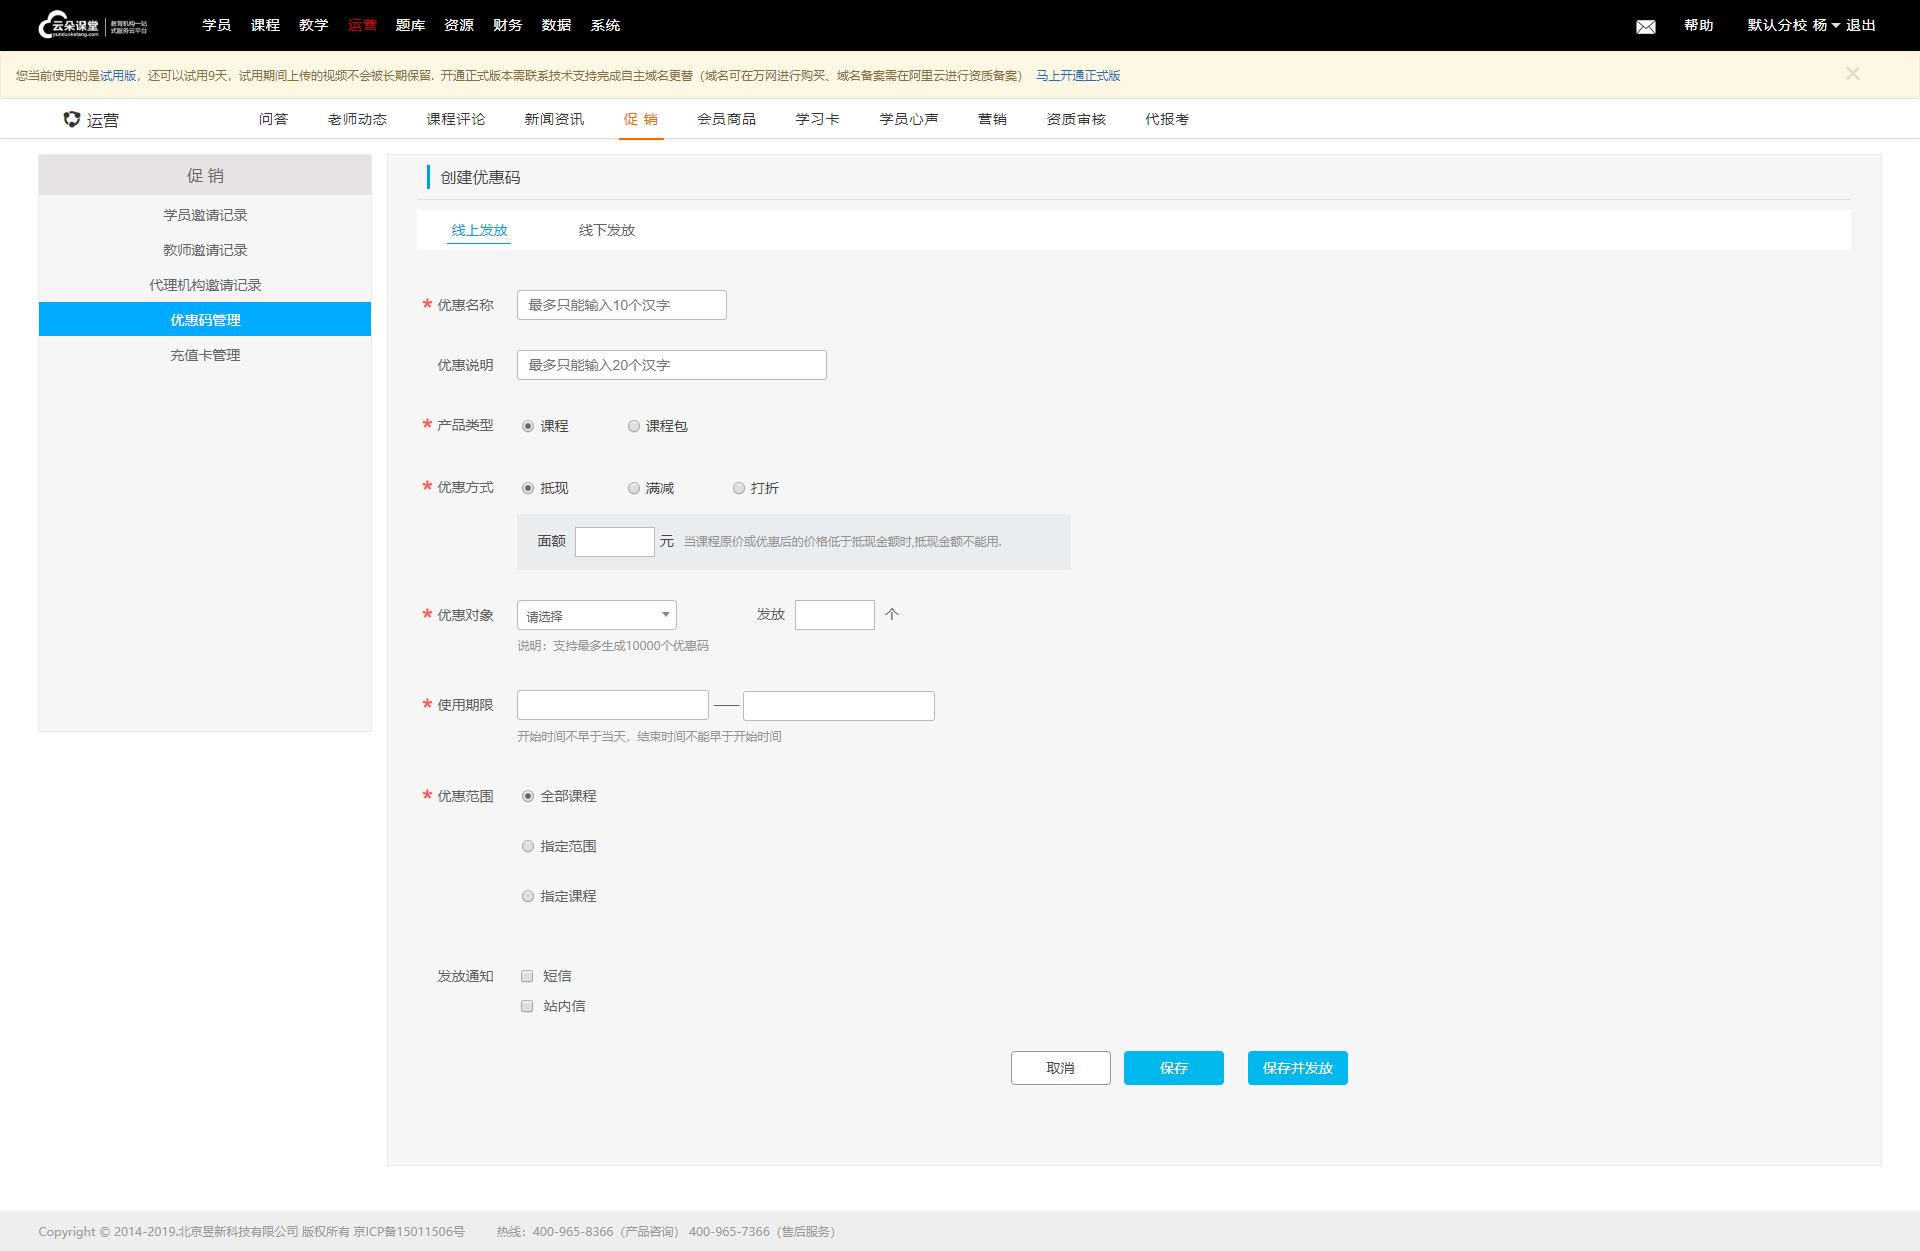 云朵课堂 教育机构一站
yunduoketang.com 式服务云平台
学员 课程 教学 运营 题库 资源 财务 数据 系统
帮助 默认分校 杨 退出
您当前使用的是试用版，还可以试用9天，试用期间上传的视频不会被长期保留. 开通正式版本需联系技术支持完成自主域名更替（域名可在万网进行购买、域名备案需在阿里云进行资质备案） 马上开通正式版
运营 问答 老师动态 课程评论 新闻资讯 促 销 会员商品 学习卡 学员心声 营销 资质审核 代报考
促 销
学员邀请记录
教师邀请记录
代理机构邀请记录
优惠码管理
充值卡管理
创建优惠码
线上发放 线下发放
* 优惠名称 最多只能输入10个汉字
优惠说明 最多只能输入20个汉字
* 产品类型 课程 课程包
* 优惠方式 抵现 满减 打折
面额 元 当课程原价或优惠后的价格低于抵现金额时,抵现金额不能用.
* 优惠对象 请选择 发放 个
说明：支持最多生成10000个优惠码
* 使用期限 ——
开始时间不早于当天，结束时间不能早于开始时间
* 优惠范围 全部课程
指定范围
指定课程
发放通知 短信
站内信
取消 保存 保存并发放
Copyright © 2014-2019.北京昱新科技有限公司 版权所有 京ICP备15011506号 热线：400-965-8366（产品咨询） 400-965-7366（售后服务）